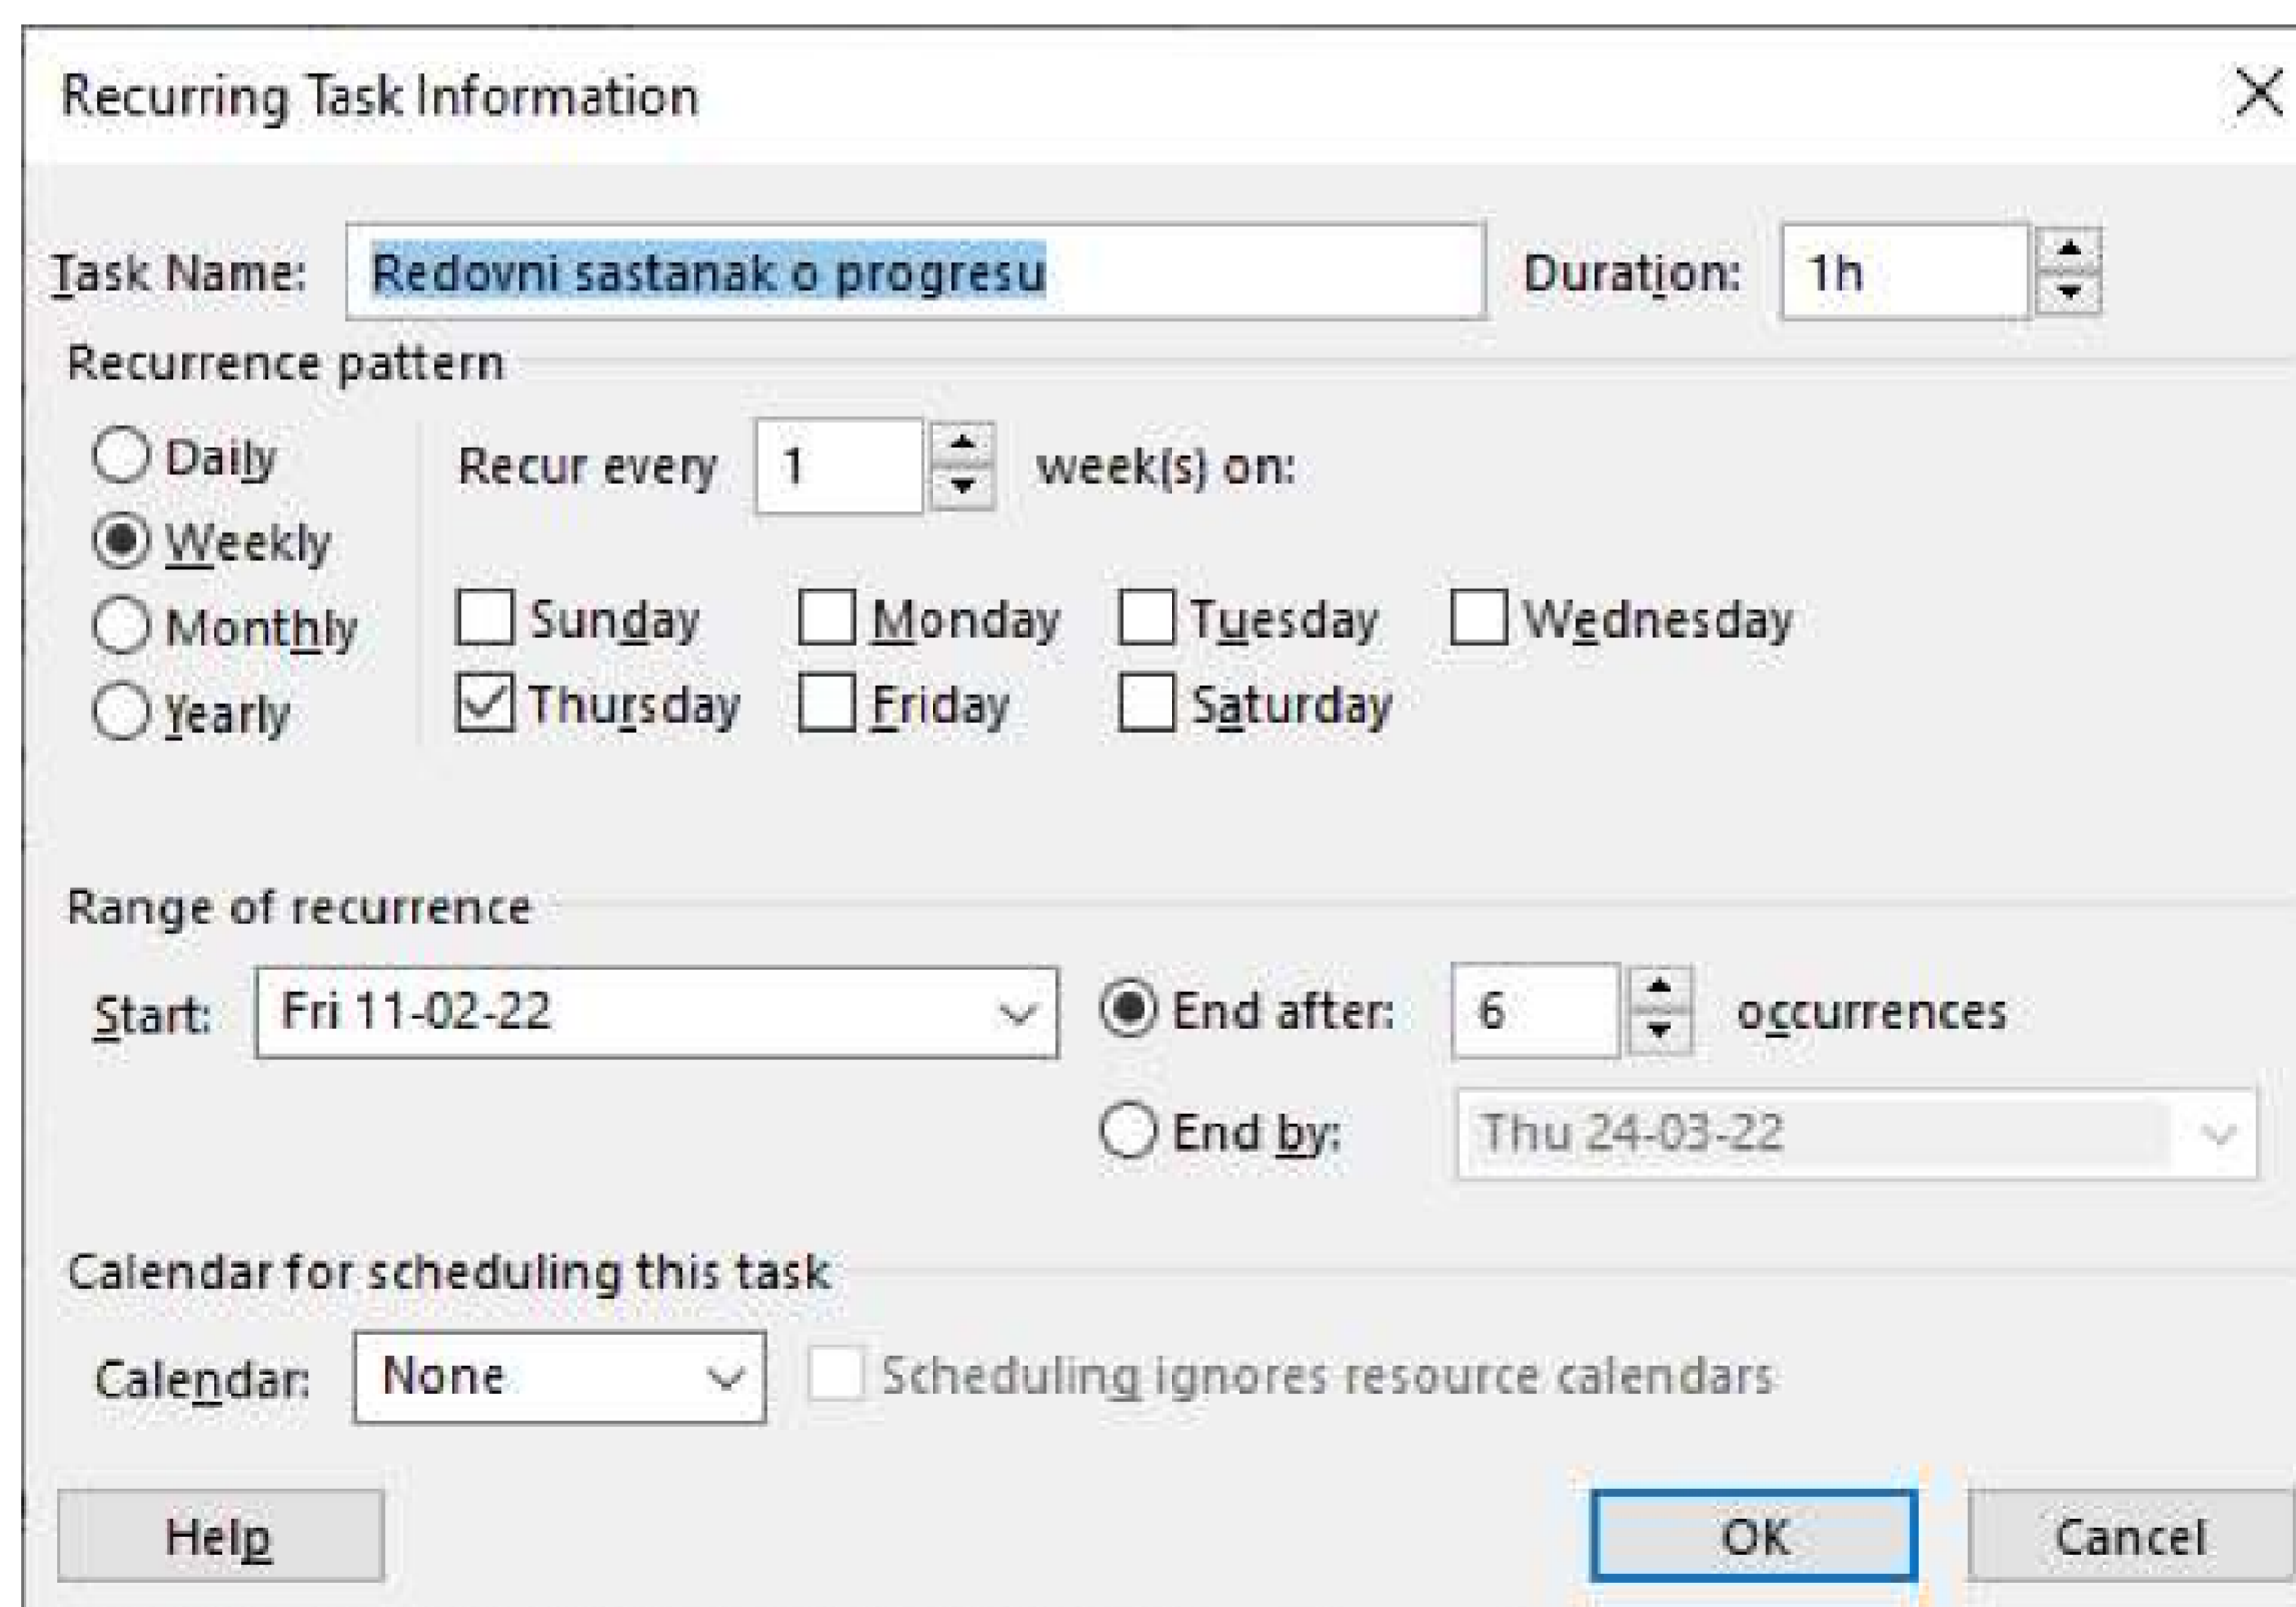 Recurring Task Information
Task Name: Redovni sastanak o progresu Duration: 1h
Recurrence pattern
Daily Recur every 1 week(s) on:
Weekly
Sunday Monday Tuesday Wednesday
Monthly
Thursday Friday Saturday
Yearly
Range of recurrence
Start: Fri 11-02-22 End after: 6 occurrences
End by: Thu 24-03-22
Calendar for scheduling this task
Calendar: None Scheduling ignores resource calendars
Help OK Cancel